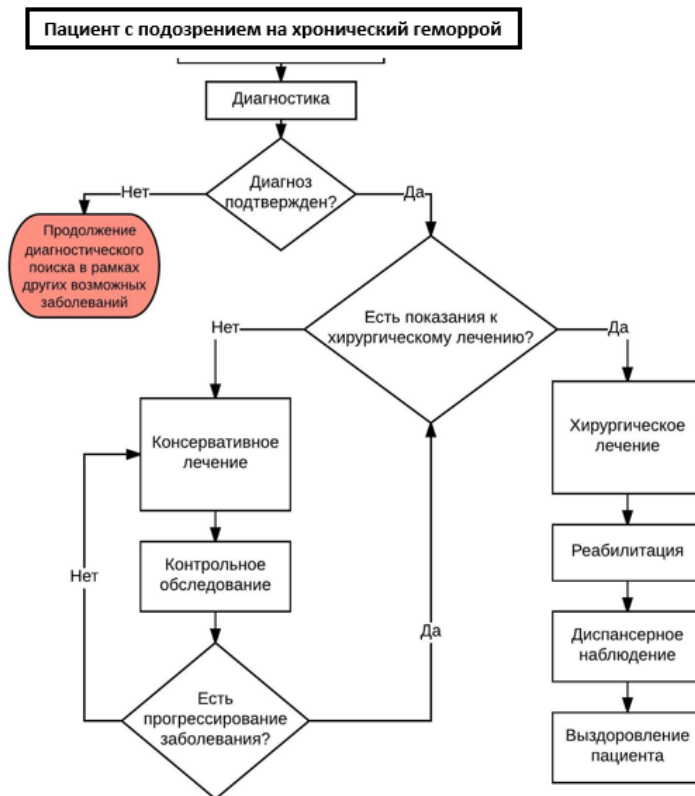 Пациент с подозрением на хронический геморрой
Диагностика
Диагноз
подтвержден?
Нет
Да
Продолжение
диагностического
поиска в рамках
других возможных
заболеваний
Есть показания к
хирургическому лечению?
Нет
Да
Консервативное
лечение
Хирургическое
лечение
Контрольное
обследование
Реабилитация
Нет
Да
Диспансерное
наблюдение
Есть
прогрессирование
заболевания?
Выздоровление
пациента